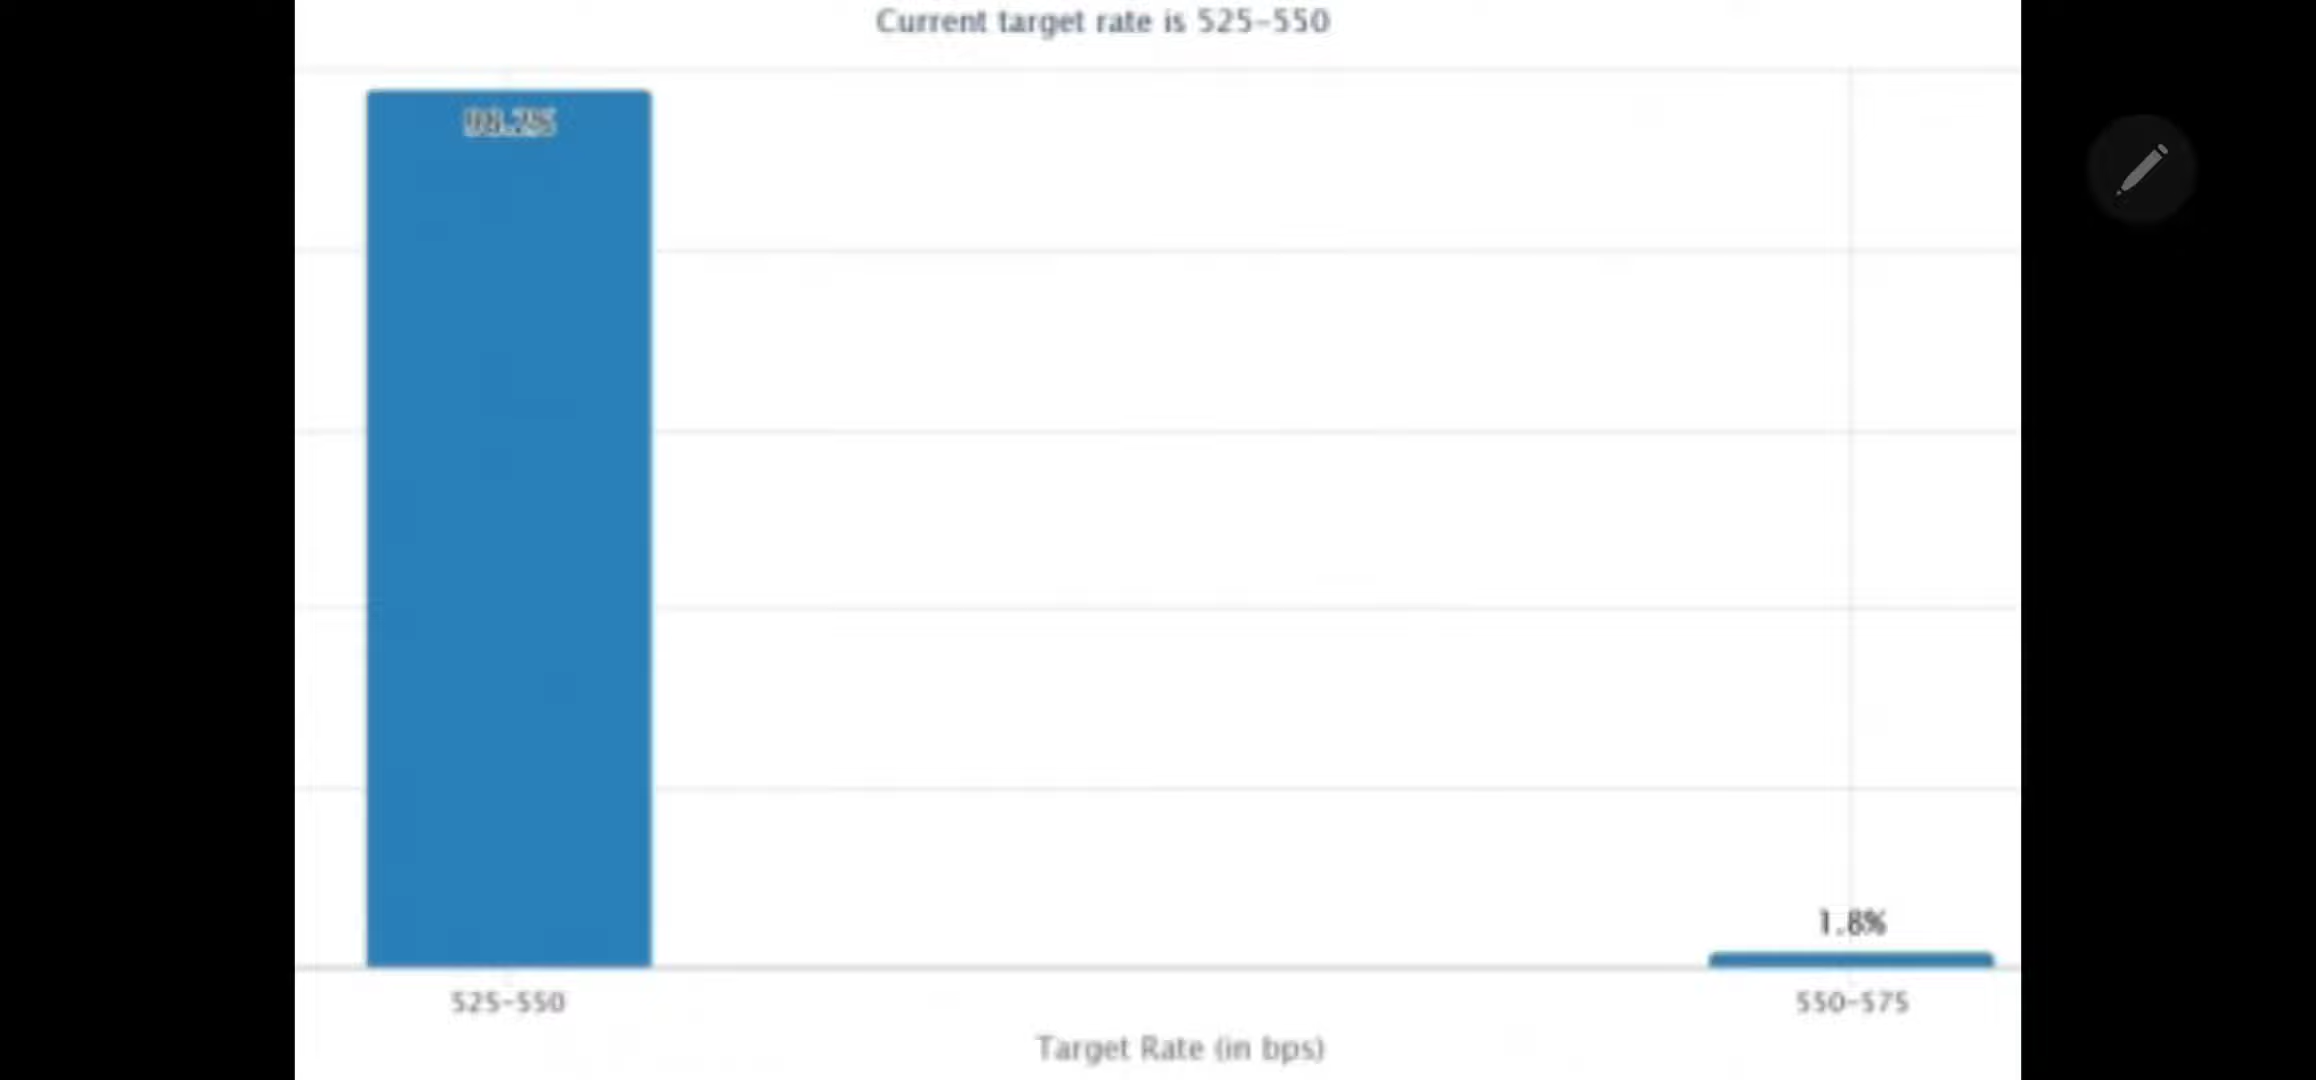 Current target rate is 525-550
1.8%
525-550
550-575
Target Rate (in bps)